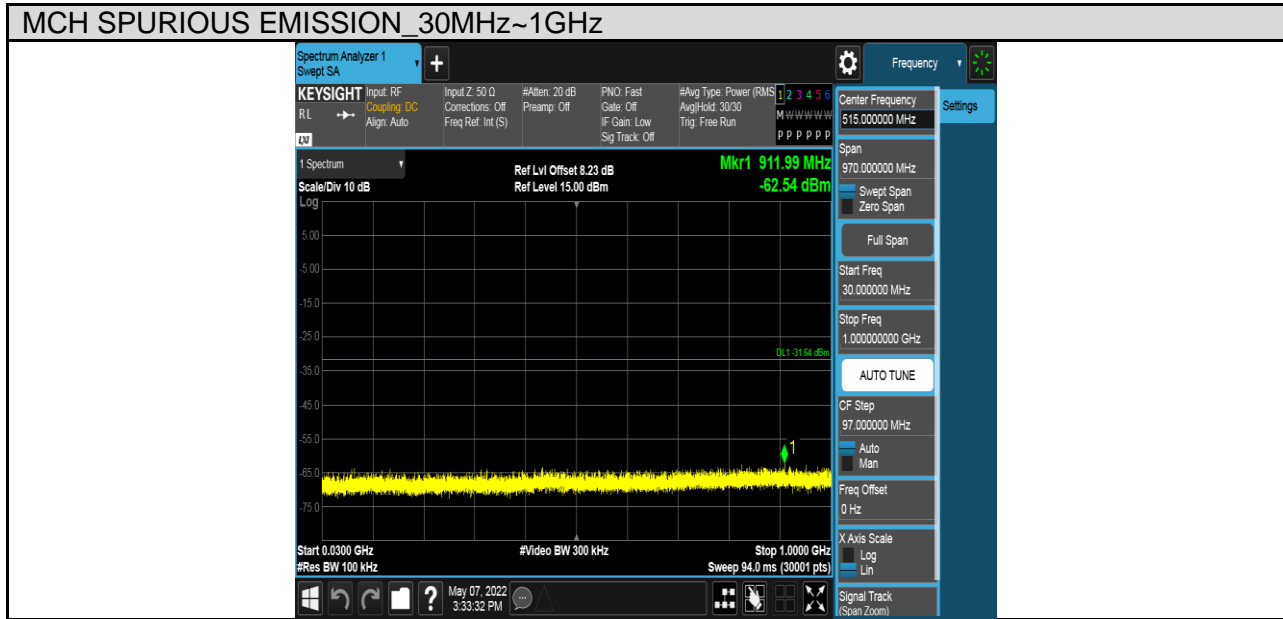 MCH SPURIOUS EMISSION_30MHz~1GHz
Spectrum Analyzer 1
Swept SA
+
Frequency
KEYSIGHT
RL
LXI
Input: RF
Coupling: DC
Align: Auto
Input Z: 50 Ω
Corrections: Off
Freq Ref: Int (S)
#Atten: 20 dB
Preamp: Off
PNO: Fast
Gate: Off
IF Gain: Low
Sig Track: Off
#Avg Type: Power (RMS
Avg|Hold: 30/30
Trig: Free Run
1 2 3 4 5 6
M W W W W W
P P P P P P
1 Spectrum
Scale/Div 10 dB
Log
Ref Lvl Offset 8.23 dB
Ref Level 15.00 dBm
Mkr1 911.99 MHz
-62.54 dBm
5.00
-5.00
-15.0
-25.0
DL1 -31.64 dBm
-35.0
-45.0
-55.0
1
-65.0
-75.0
Start 0.0300 GHz
#Video BW 300 kHz
Stop 1.0000 GHz
#Res BW 100 kHz
Sweep 94.0 ms (30001 pts)
?
May 07, 2022
3:33:32 PM
Center Frequency
515.000000 MHz
Settings
Span
970.000000 MHz
Swept Span
Zero Span
Full Span
Start Freq
30.000000 MHz
Stop Freq
1.000000000 GHz
AUTO TUNE
CF Step
97.000000 MHz
Auto
Man
Freq Offset
0 Hz
X Axis Scale
Log
Lin
Signal Track
(Span Zoom)